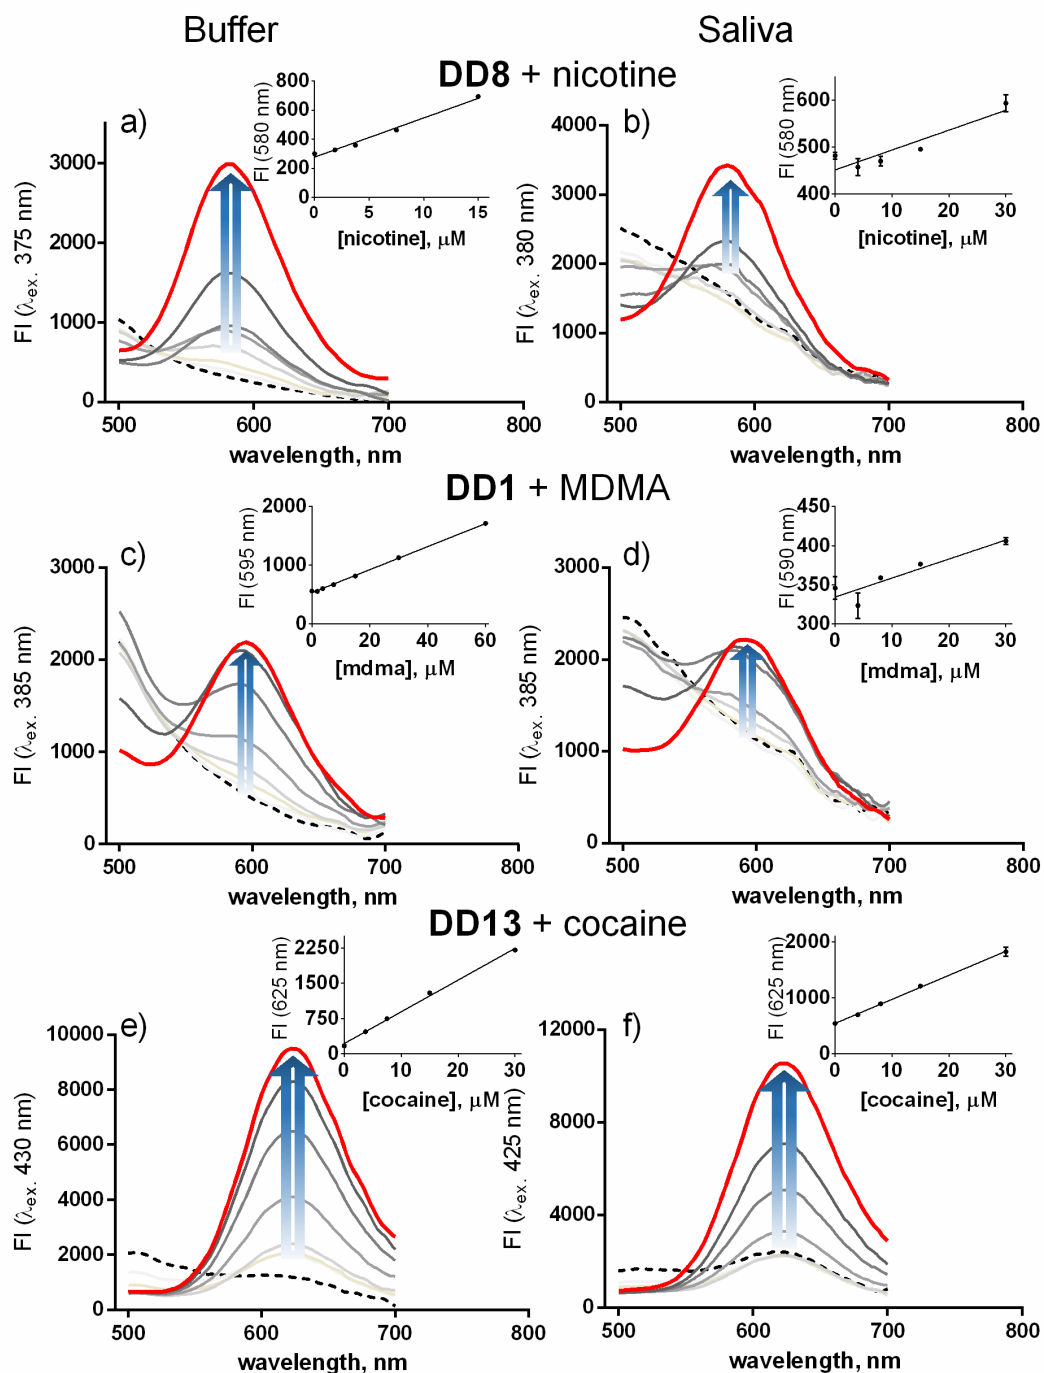 Buffer
Saliva
DD8 + nicotine
a)
FI (λex. 375 nm)
3000
2000
1000
0
500
600
700
800
wavelength, nm
FI (580 nm)
800
600
400
200
0
0
5
10
15
[nicotine], μM
b)
FI (λex. 380 nm)
4000
3000
2000
1000
0
500
600
700
800
wavelength, nm
FI (580 nm)
600
500
400
0
10
20
30
[nicotine], μM
DD1 + MDMA
c)
FI (λex. 385 nm)
3000
2000
1000
0
500
600
700
800
wavelength, nm
FI (595 nm)
2000
1000
0
0
20
40
60
[mdma], μM
d)
FI (λex. 385 nm)
3000
2000
1000
0
500
600
700
800
wavelength, nm
FI (590 nm)
450
400
350
300
0
10
20
30
[mdma], μM
DD13 + cocaine
e)
FI (λex. 430 nm)
10000
8000
6000
4000
2000
0
500
600
700
800
wavelength, nm
FI (625 nm)
2250
1500
750
0
0
10
20
30
[cocaine], μM
f)
FI (λex. 425 nm)
12000
8000
4000
0
500
600
700
800
wavelength, nm
FI (625 nm)
2000
1000
0
0
10
20
30
[cocaine], μM